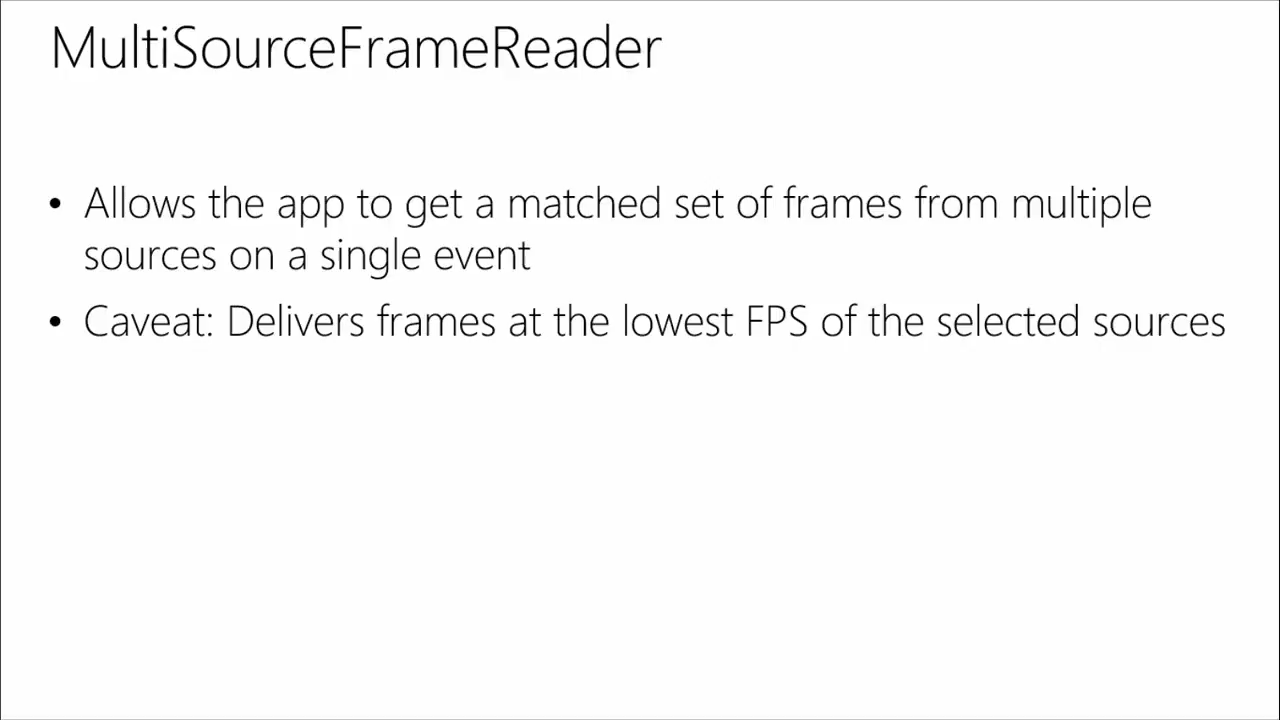 MultiSourceFrameReader
• Allows the app to get a matched set of frames from multiple
sources on a single event
• Caveat: Delivers frames at the lowest FPS of the selected sources